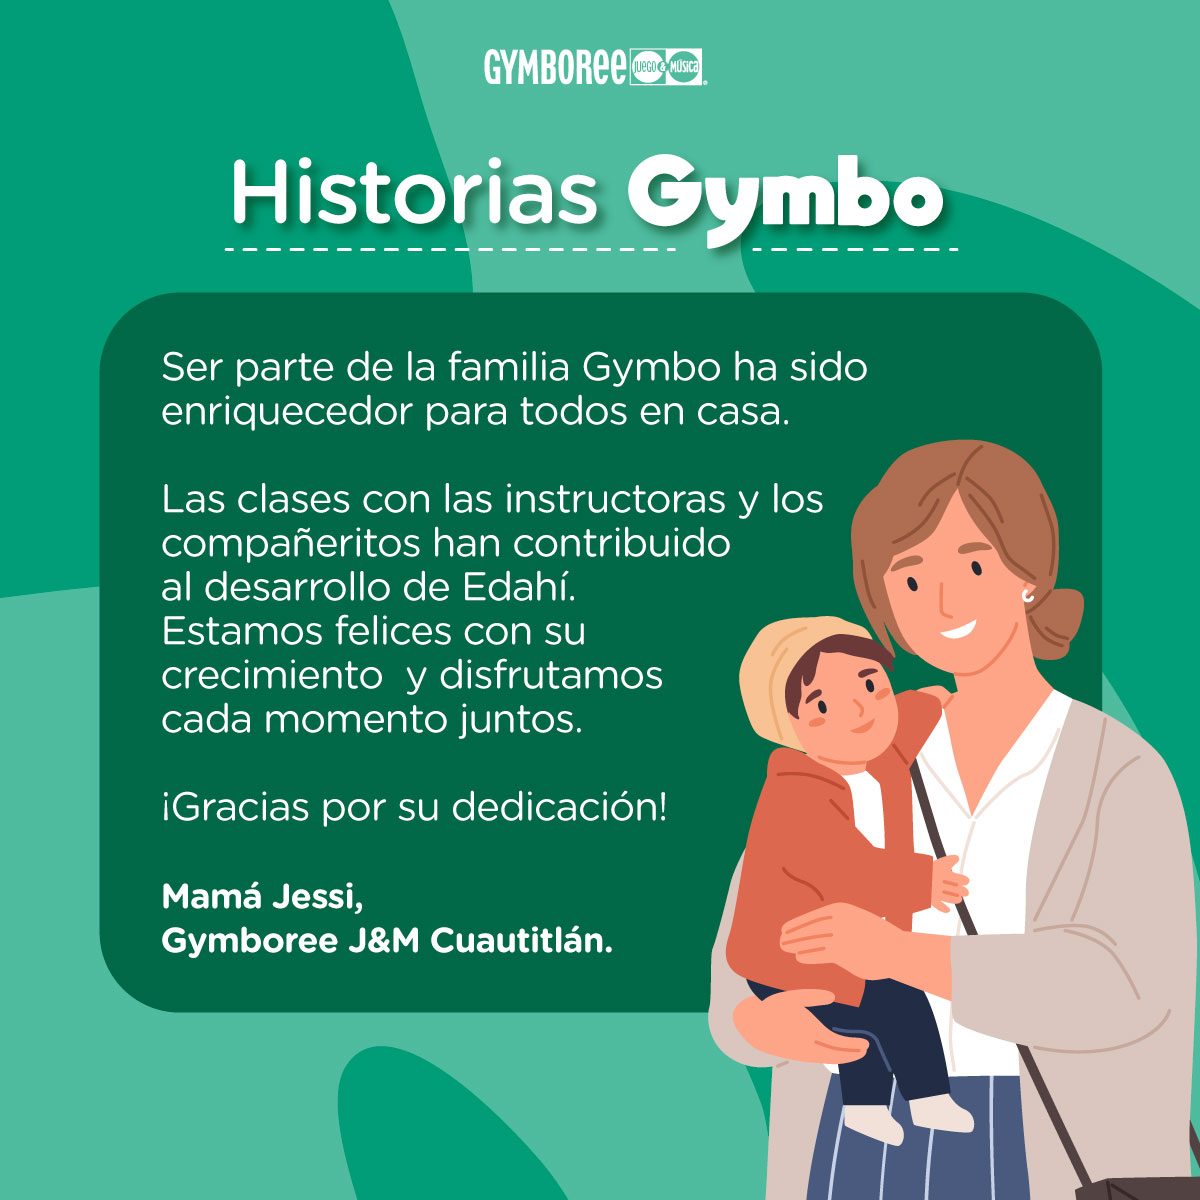 GYMBOREE JUEGO & MÚSICA®
Historias Gymbo
Ser parte de la familia Gymbo ha sido
enriquecedor para todos en casa.
Las clases con las instructoras y los
compañeritos han contribuido
al desarrollo de Edahí.
Estamos felices con su
crecimiento  y disfrutamos
cada momento juntos.
¡Gracias por su dedicación!
Mamá Jessi,
Gymboree J&M Cuautitlán.